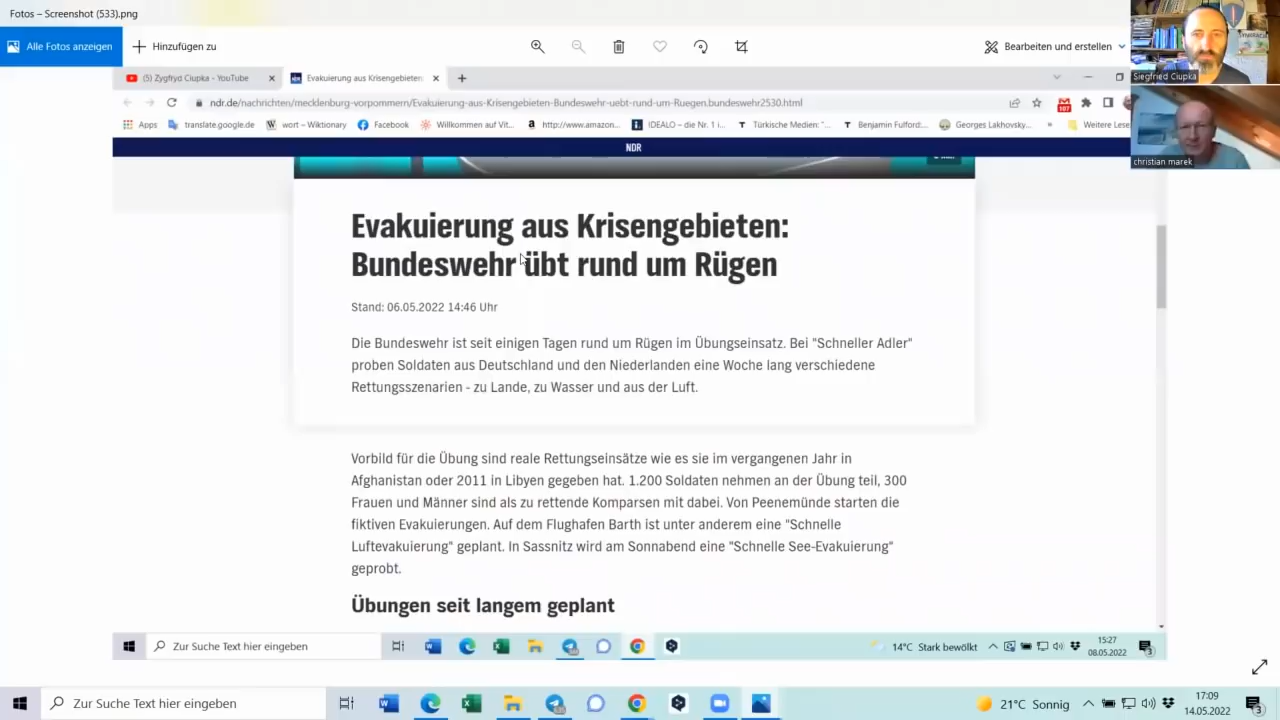 Fotos – Screenshot (533).png
Alle Fotos anzeigen
Hinzufügen zu
Bearbeiten und erstellen
Siegfried Ciupka
(5) Zygfryd Ciupka - YouTube
Evakuierung aus Krisengebieten:
ndr.de/nachrichten/mecklenburg-vorpommern/Evakuierung-aus-Krisengebieten-Bundeswehr-uebt-rund-um-Ruegen,bundeswehr2530.html
107
Apps
translate.google.de
wort – Wiktionary
Facebook
Willkommen auf Vit...
http://www.amazon...
IDEALO – die Nr. 1 i...
Türkische Medien: "...
Benjamin Fulford:...
Georges Lakhovsky...
»
Weitere Lese
NDR
christian marek
Evakuierung aus Krisengebieten:
Bundeswehr übt rund um Rügen
Stand: 06.05.2022 14:46 Uhr
Die Bundeswehr ist seit einigen Tagen rund um Rügen im Übungseinsatz. Bei "Schneller Adler"
proben Soldaten aus Deutschland und den Niederlanden eine Woche lang verschiedene
Rettungsszenarien - zu Lande, zu Wasser und aus der Luft.
Vorbild für die Übung sind reale Rettungseinsätze wie es sie im vergangenen Jahr in
Afghanistan oder 2011 in Libyen gegeben hat. 1.200 Soldaten nehmen an der Übung teil, 300
Frauen und Männer sind als zu rettende Komparsen mit dabei. Von Peenemünde starten die
fiktiven Evakuierungen. Auf dem Flughafen Barth ist unter anderem eine "Schnelle
Luftevakuierung" geplant. In Sassnitz wird am Sonnabend eine "Schnelle See-Evakuierung"
geprobt.
Übungen seit langem geplant
Zur Suche Text hier eingeben
14°C Stark bewölkt
15:27
08.05.2022
3
Zur Suche Text hier eingeben
21°C Sonnig
17:09
14.05.2022
3